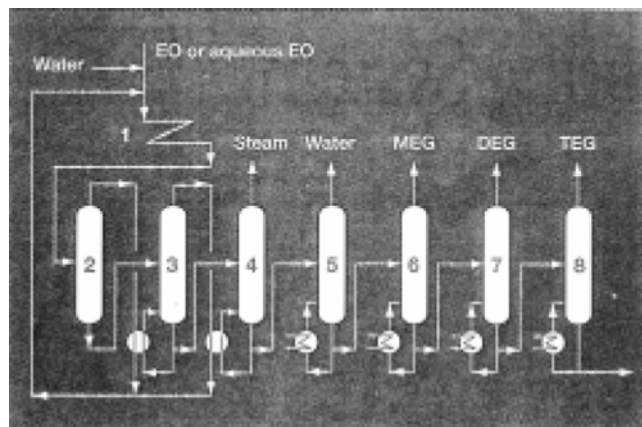 EO or aqueous EO
Water
1
Steam Water MEG DEG TEG
2 3 4 5 6 7 8